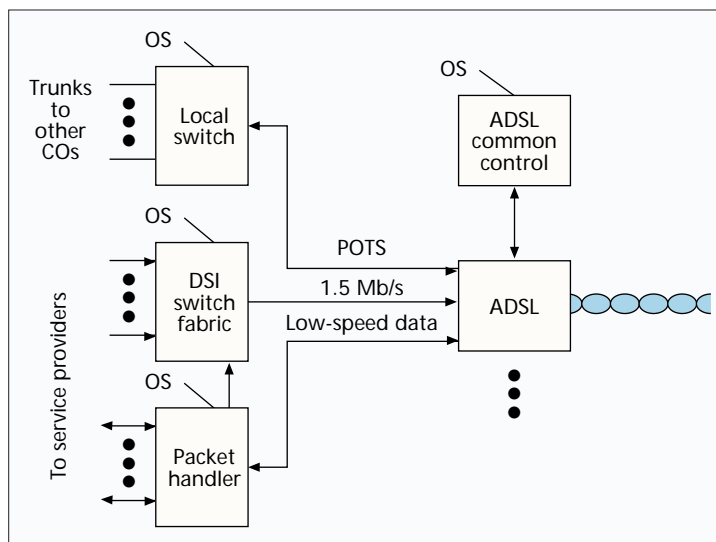 OS
Trunks
to
other
COs
Local
switch
OS
ADSL
common
control
OS
DSI
switch
fabric
POTS
1.5 Mb/s
Low-speed data
ADSL
To service providers
OS
Packet
handler